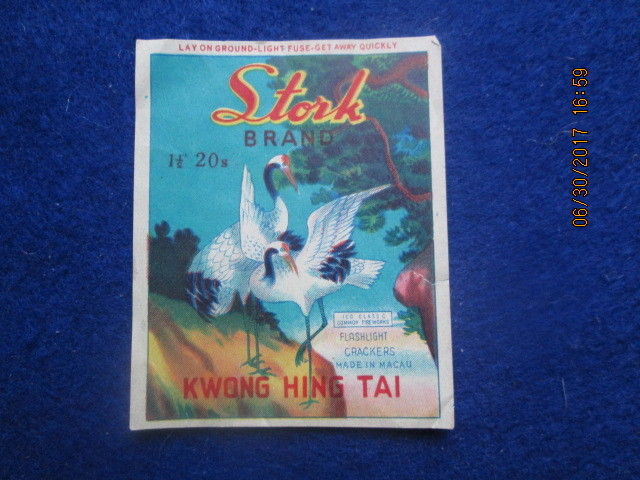 LAY ON GROUND-LIGHT FUSE-GET AWAY QUICKLY
Stork
BRAND
1½" 20s
ICC CLASS C
COMMON FIREWORKS
FLASHLIGHT
CRACKERS
MADE IN MACAU
KWONG HING TAI
06/30/2017 16:59